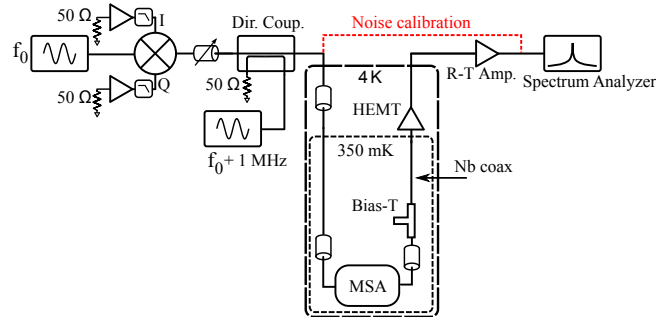 50 Ω
I
Dir. Coup.
Noise calibration
f0
50 Ω
Q
50 Ω
4K
R-T Amp.
Spectrum Analyzer
HEMT
f0+ 1 MHz
350 mK
Nb coax
Bias-T
MSA